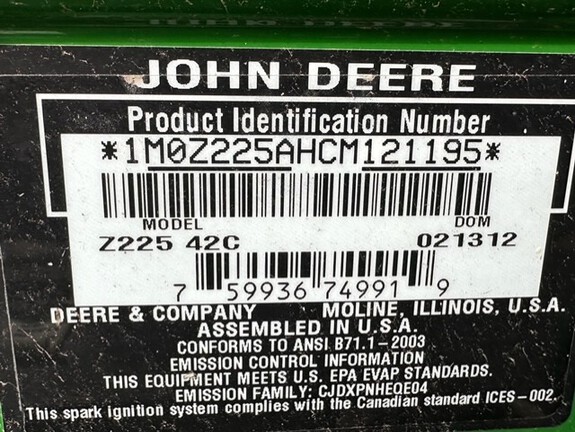 JOHN DEERE
Product Identification Number
*1M0Z225AHCM121195*
MODEL DOM
Z225 42C 021312
7 59936 74991 9
DEERE & COMPANY MOLINE, ILLINOIS, U.S.A.
ASSEMBLED IN U.S.A.
CONFORMS TO ANSI B71.1-2003
EMISSION CONTROL INFORMATION
THIS EQUIPMENT MEETS U.S. EPA EVAP STANDARDS.
EMISSION FAMILY: CJDXPNHEQE04
This spark ignition system complies with the Canadian standard ICES-002.